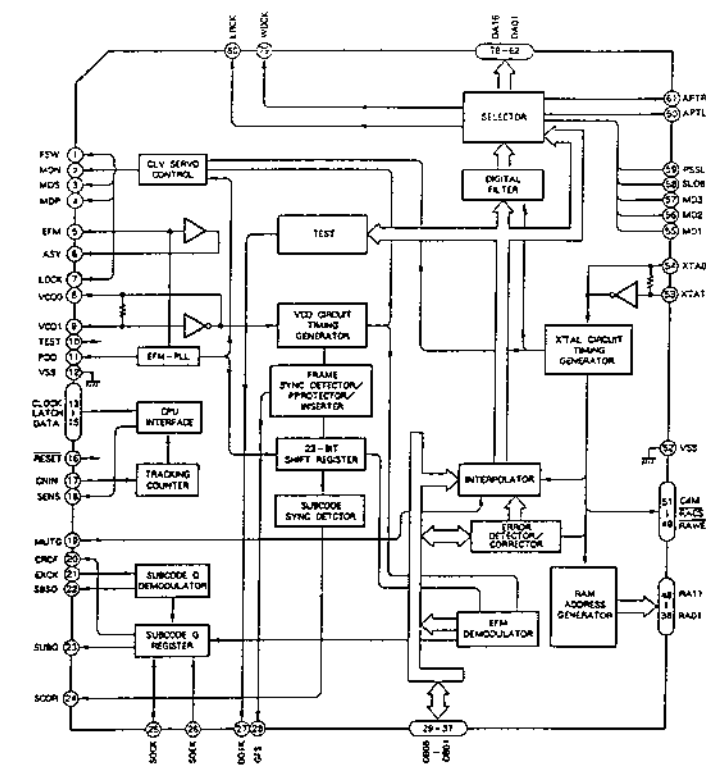 LRCK
WDCK
DA16
DA01
80
79
78-62
FSW 1
MON 2
MDS 3
MDP 4
EFM 5
ASY 6
LOCK 7
VCOO 8
VCOI 9
TEST 10
PDO 11
VSS 12
CLOCK
LATCH
DATA
13
15
RESET 16
CNIN 17
SENS 18
MUTG 19
CRCF 20
EXCK 21
SBSO 22
SUBQ 23
SCOR 24
CLV SERVO
CONTROL
EFM-PLL
CPU
INTERFACE
TRACKING
COUNTER
SUBCODE Q
DEMODULATOR
SUBCODE Q
REGISTER
TEST
VCO CIRCUIT
TIMING
GENERATOR
FRAME
SYNC DETECTOR/
PPROTECTOR/
INSERTER
23-BIT
SHIFT REGISTER
SUBCODE
SYNC DETCTOR
SELECTOR
DIGITAL
FILTER
X'TAL CIRCUIT
TIMING
GENERATOR
INTERPOLATOR
ERROR
DETECTOR/
CORRECTOR
EFM
DEMODULATOR
RAM
ADDRESS
GENERATOR
61 APTR
60 APTL
59 PSSL
58 SLOB
57 MD3
56 MD2
55 MD1
54 XTAO
53 XTAI
52 VSS
51
49
C4M
RACS
RAWE
48
38
RA11
RA01
25
26
27
28
29-37
SQCK
GFS
DB08
DB01